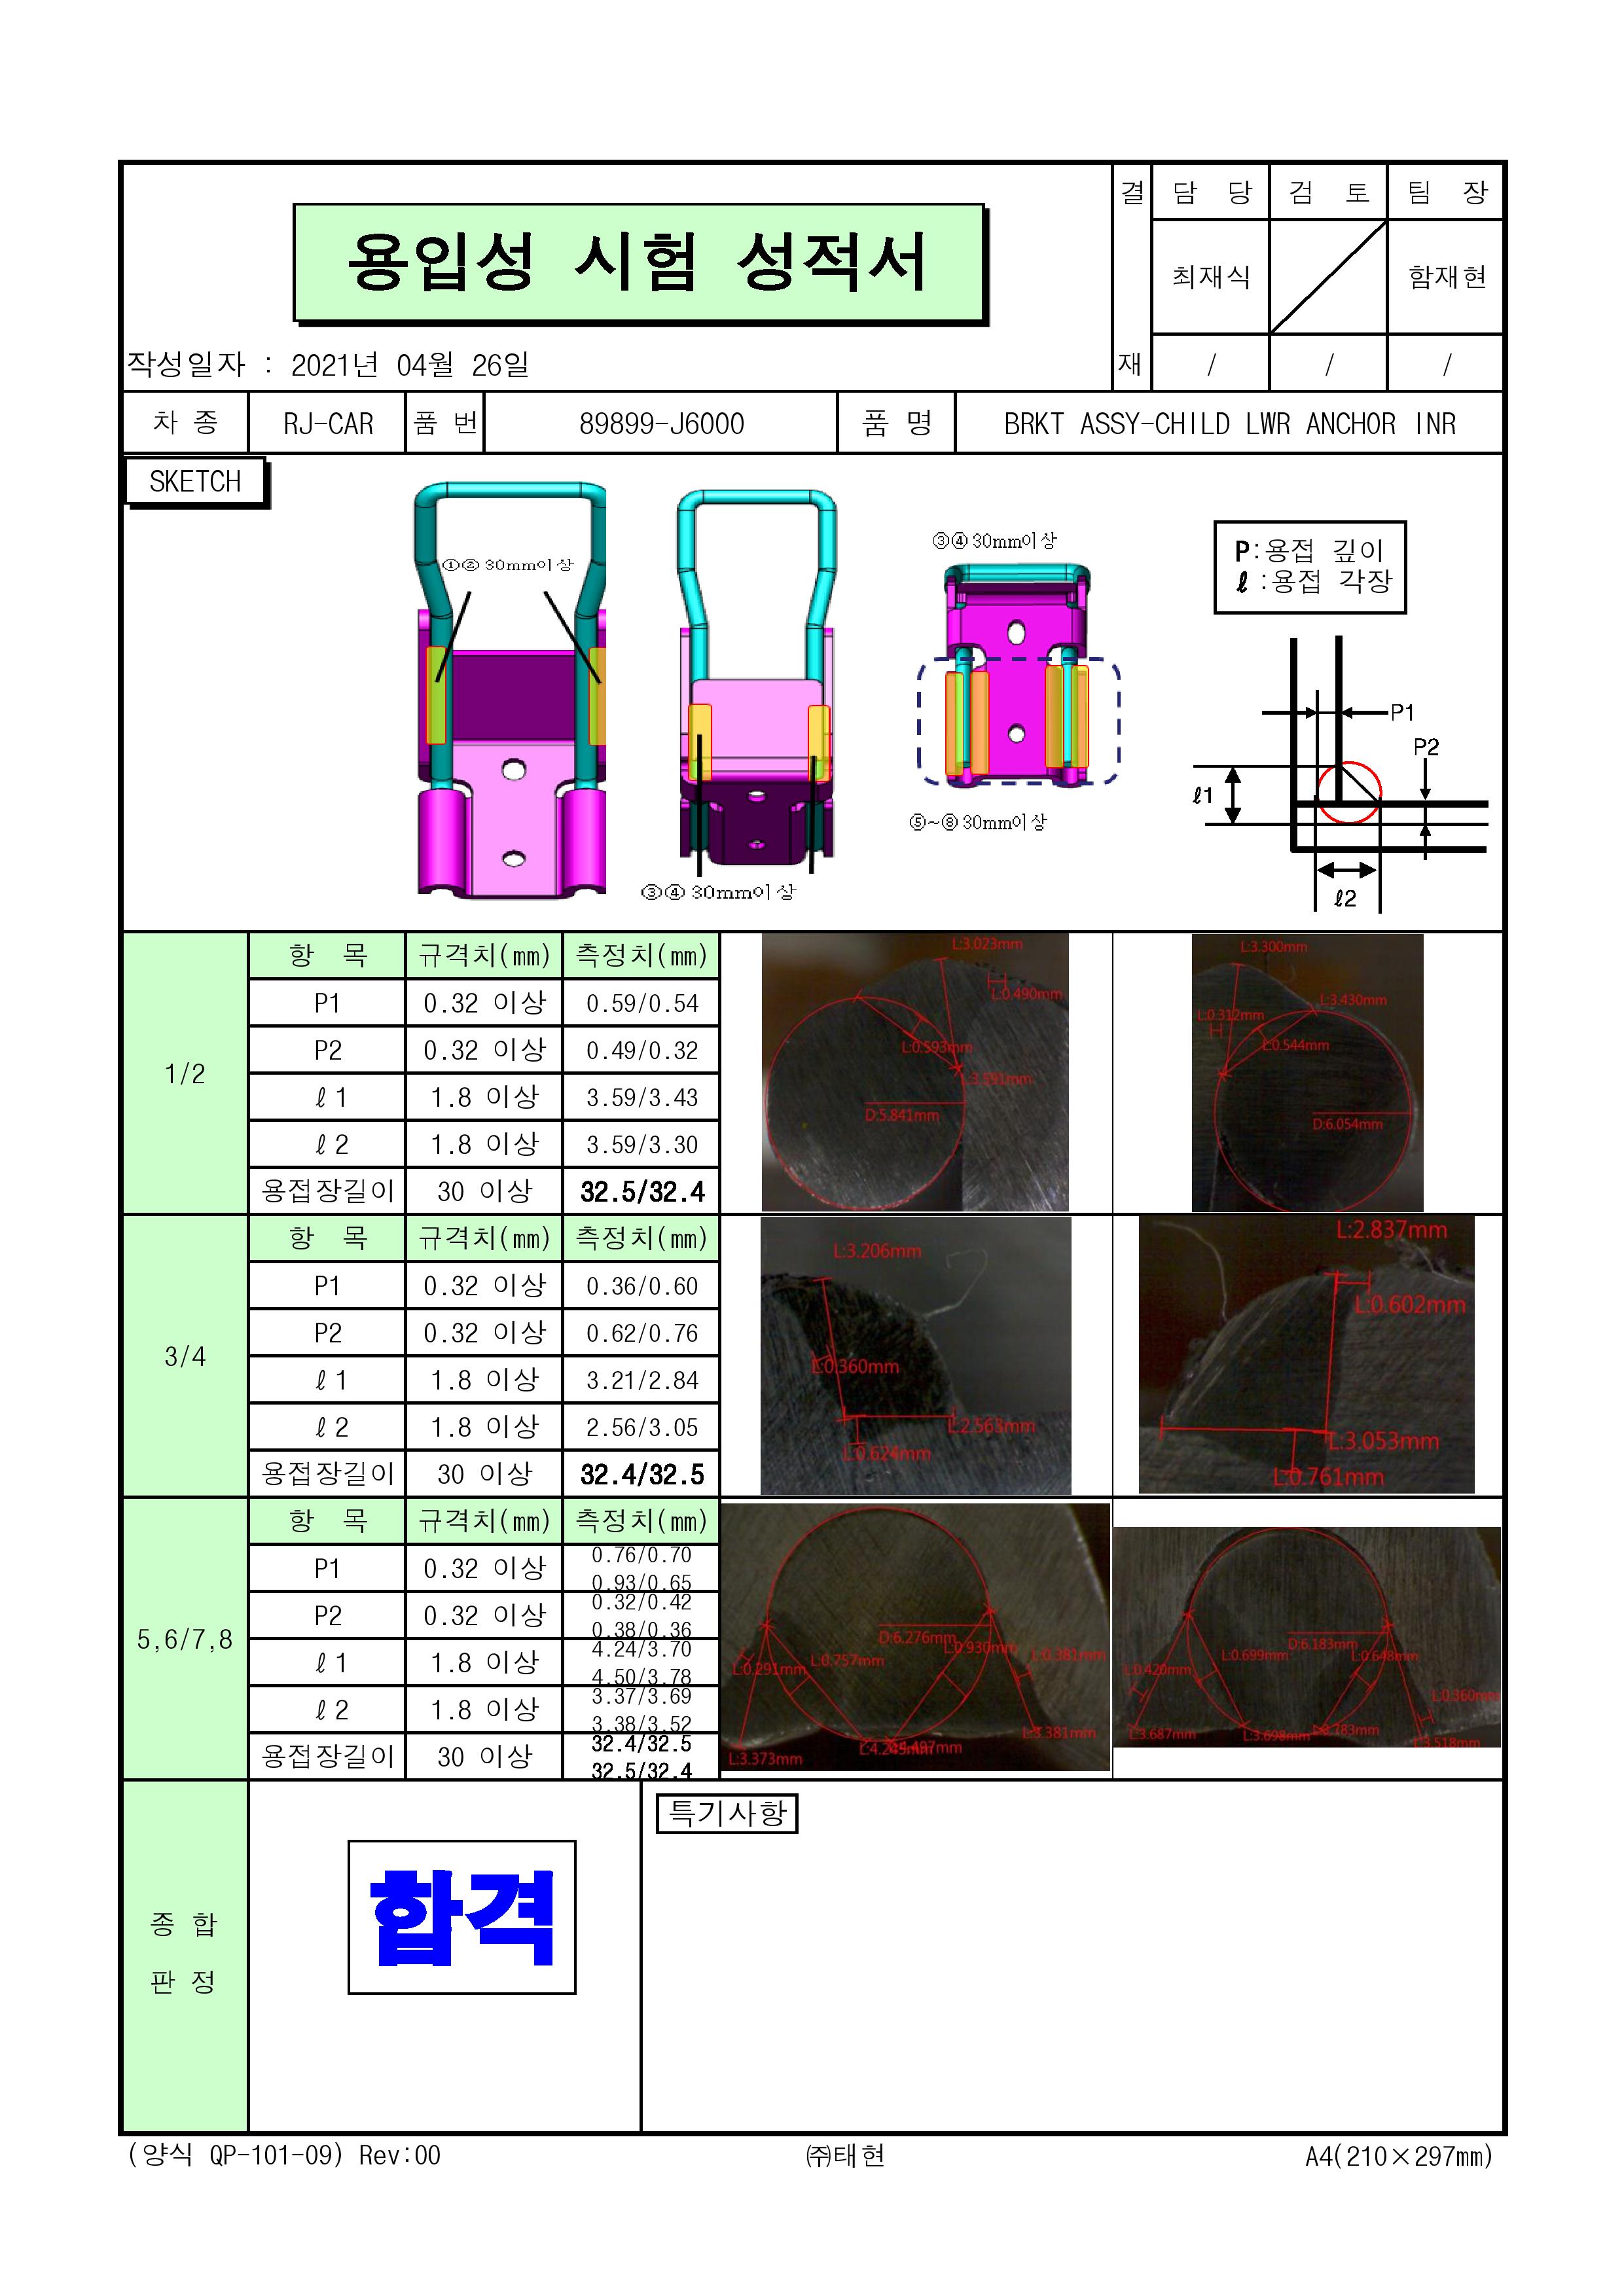 용입성 시험 성적서
결 담 당 검 토 팀 장
최재식 함재현
작성일자 : 2021년 04월 26일
재 / / /
차 종 RJ-CAR 품 번 89899-J6000 품 명 BRKT ASSY-CHILD LWR ANCHOR INR
SKETCH
①② 30mm이상
③④ 30mm이상
③④ 30mm이상
⑤~⑧ 30mm이상
P:용접 깊이
ℓ :용접 각장
P1
P2
ℓ1
ℓ2
1/2
항 목 규격치(mm) 측정치(mm)
P1 0.32 이상 0.59/0.54
P2 0.32 이상 0.49/0.32
ℓ1 1.8 이상 3.59/3.43
ℓ2 1.8 이상 3.59/3.30
용접장길이 30 이상 32.5/32.4
L:3.023mm
L:0.490mm
L:0.593mm
L:3.591mm
D:5.841mm
L:3.300mm
L:3.430mm
L:0.312mm
L:0.544mm
D:6.054mm
3/4
항 목 규격치(mm) 측정치(mm)
P1 0.32 이상 0.36/0.60
P2 0.32 이상 0.62/0.76
ℓ1 1.8 이상 3.21/2.84
ℓ2 1.8 이상 2.56/3.05
용접장길이 30 이상 32.4/32.5
L:3.206mm
L:0.360mm
L:2.563mm
L:0.624mm
L:2.837mm
L:0.602mm
L:3.053mm
L:0.761mm
5,6/7,8
항 목 규격치(mm) 측정치(mm)
P1 0.32 이상 0.76/0.70
0.93/0.65
P2 0.32 이상 0.32/0.42
0.38/0.36
ℓ1 1.8 이상 4.24/3.70
4.50/3.78
ℓ2 1.8 이상 3.37/3.69
3.38/3.52
용접장길이 30 이상 32.4/32.5
32.5/32.4
D:6.276mm
L:0.930mm
L:0.381mm
L:0.291mm
L:0.757mm
L:3.381mm
L:3.373mm
D:6.183mm
L:0.699mm
L:0.648mm
L:0.420mm
L:0.360mm
L:3.687mm
L:3.698mm
L:3.518mm
종 합
판 정
합격
특기사항
(양식 QP-101-09) Rev:00 ㈜태현 A4(210×297mm)